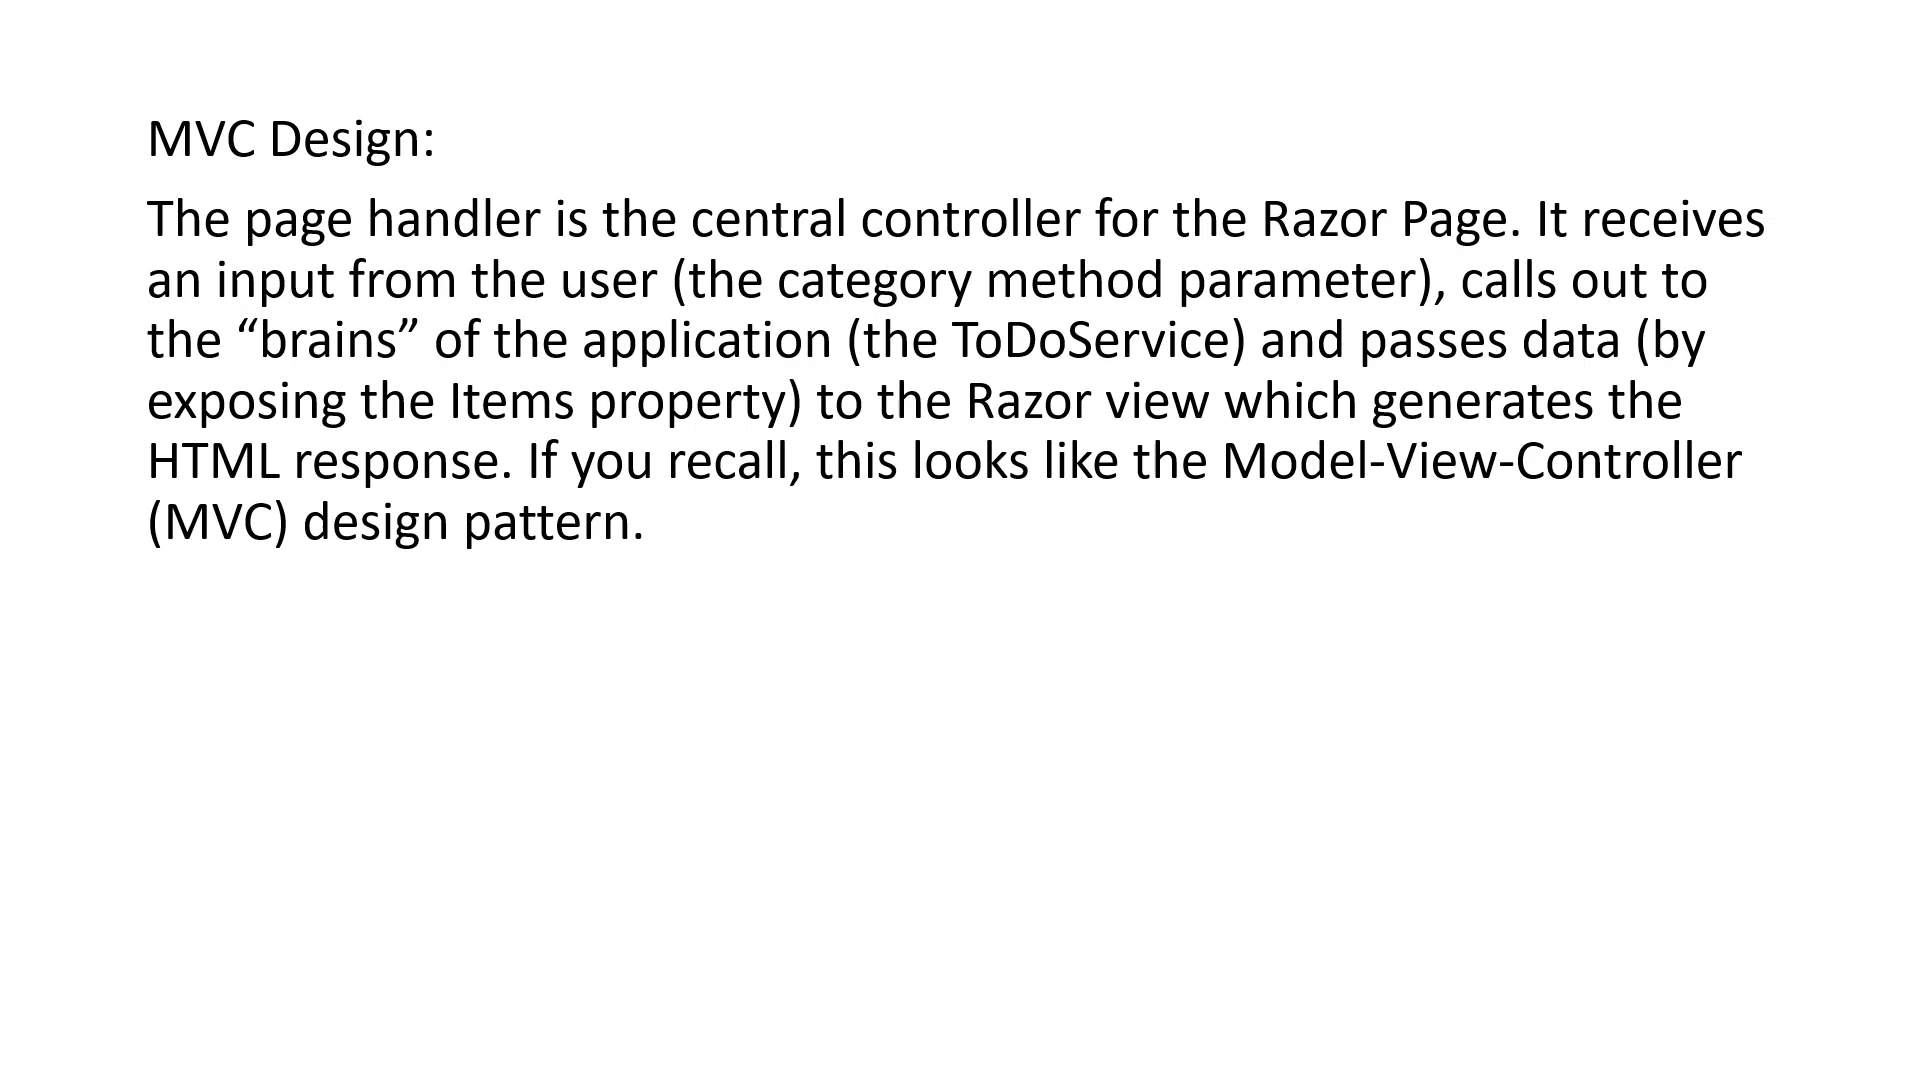 MVC Design:
The page handler is the central controller for the Razor Page. It receives
an input from the user (the category method parameter), calls out to
the “brains” of the application (the ToDoService) and passes data (by
exposing the Items property) to the Razor view which generates the
HTML response. If you recall, this looks like the Model-View-Controller
(MVC) design pattern.